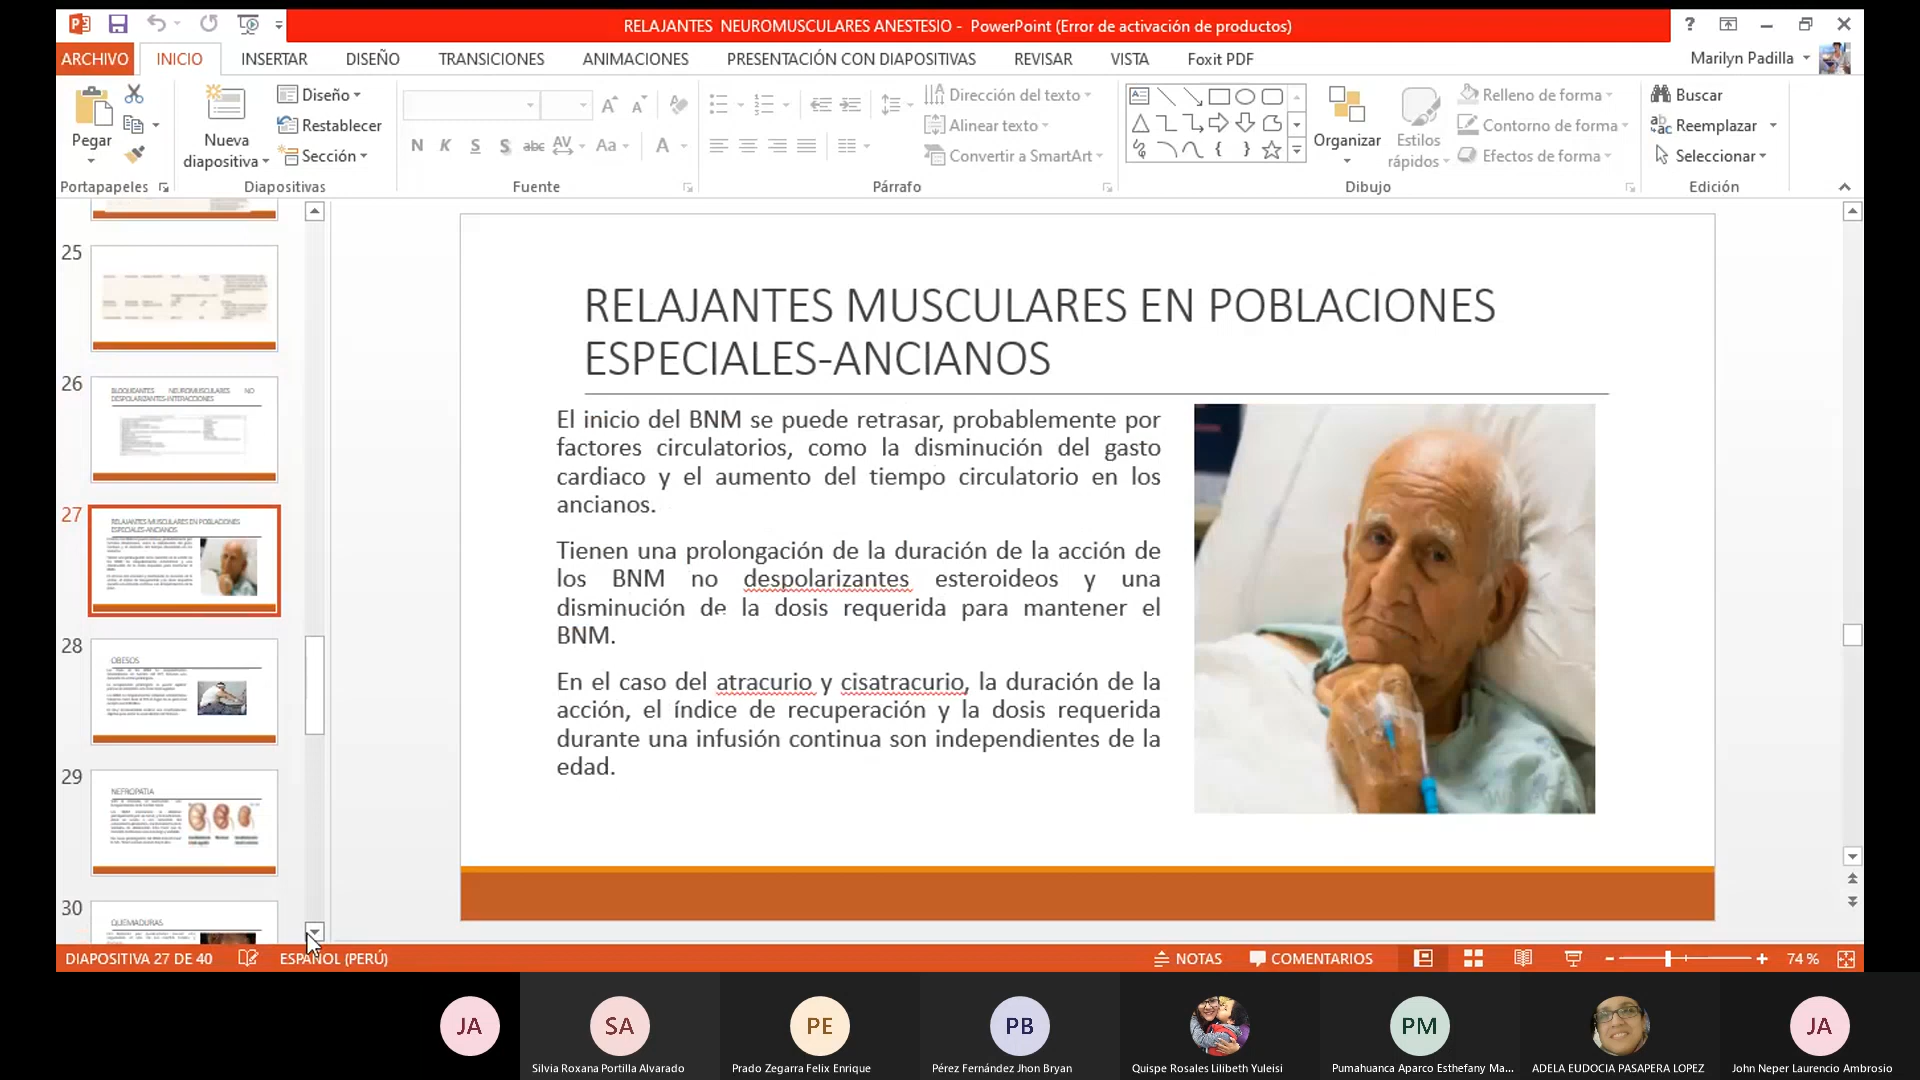 RELAJANTES  NEUROMUSCULARES ANESTESIO -  PowerPoint (Error de activación de productos)
?
ARCHIVO INICIO INSERTAR DISEÑO TRANSICIONES ANIMACIONES PRESENTACIÓN CON DIAPOSITIVAS REVISAR VISTA Foxit PDF Marilyn Padilla
Pegar
Nueva diapositiva
Diseño
Restablecer
Sección
N K S S abc AV Aa A
Dirección del texto
Alinear texto
Convertir a SmartArt
Organizar
Estilos rápidos
Relleno de forma
Contorno de forma
Efectos de forma
Buscar
Reemplazar
Seleccionar
Portapapeles Diapositivas Fuente Párrafo Dibujo Edición
25
26
BLOQUEANTES NEUROMUSCULARES NO
DESPOLARIZANTES-INTERACCIONES
27
RELAJANTES MUSCULARES EN POBLACIONES
ESPECIALES-ANCIANOS
28
OBESOS
29
NEFROPATIA
30
QUEMADURAS
RELAJANTES MUSCULARES EN POBLACIONES
ESPECIALES-ANCIANOS
El inicio del BNM se puede retrasar, probablemente por
factores circulatorios, como la disminución del gasto
cardiaco y el aumento del tiempo circulatorio en los
ancianos.
Tienen una prolongación de la duración de la acción de
los BNM no despolarizantes esteroideos y una
disminución de la dosis requerida para mantener el
BNM.
En el caso del atracurio y cisatracurio, la duración de la
acción, el índice de recuperación y la dosis requerida
durante una infusión continua son independientes de la
edad.
DIAPOSITIVA 27 DE 40 ESPAÑOL (PERÚ) NOTAS COMENTARIOS 74 %
JA SA PE PB PM JA
Silvia Roxana Portilla Alvarado Prado Zegarra Felix Enrique Pérez Fernández Jhon Bryan Quispe Rosales Lilibeth Yuleisi Pumahuanca Aparco Esthefany Ma... ADELA EUDOCIA PASAPERA LOPEZ John Neper Laurencio Ambrosio